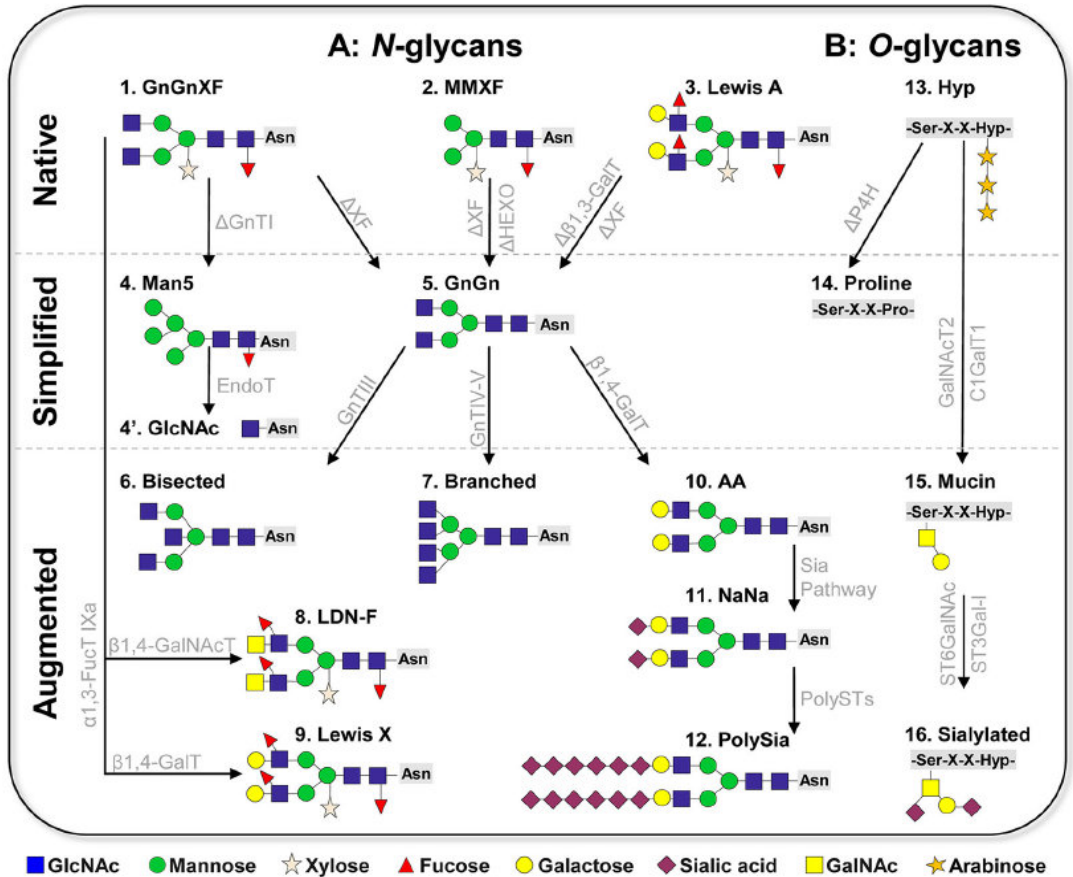 A: N-glycans
B: O-glycans
Native
1. GnGnXF
Asn
2. MMXF
Asn
3. Lewis A
Asn
13. Hyp
-Ser-X-X-Hyp-
ΔGnTI
ΔXF
ΔXF
ΔHEXO
Δβ1,3-GalT
ΔXF
ΔP4H
GalNAcT2
C1GalT1
Simplified
4. Man5
Asn
EndoT
4'. GlcNAc
Asn
5. GnGn
Asn
14. Proline
-Ser-X-X-Pro-
GnTIII
GnTIV-V
β1,4-GalT
Augmented
α1,3-FucT IXa
6. Bisected
Asn
7. Branched
Asn
10. AA
Asn
15. Mucin
-Ser-X-X-Hyp-
Sia
Pathway
β1,4-GalNAcT
8. LDN-F
Asn
11. NaNa
Asn
ST6GalNAc
ST3Gal-I
PolySTs
β1,4-GalT
9. Lewis X
Asn
12. PolySia
Asn
16. Sialylated
-Ser-X-X-Hyp-
GlcNAc
Mannose
Xylose
Fucose
Galactose
Sialic acid
GalNAc
Arabinose